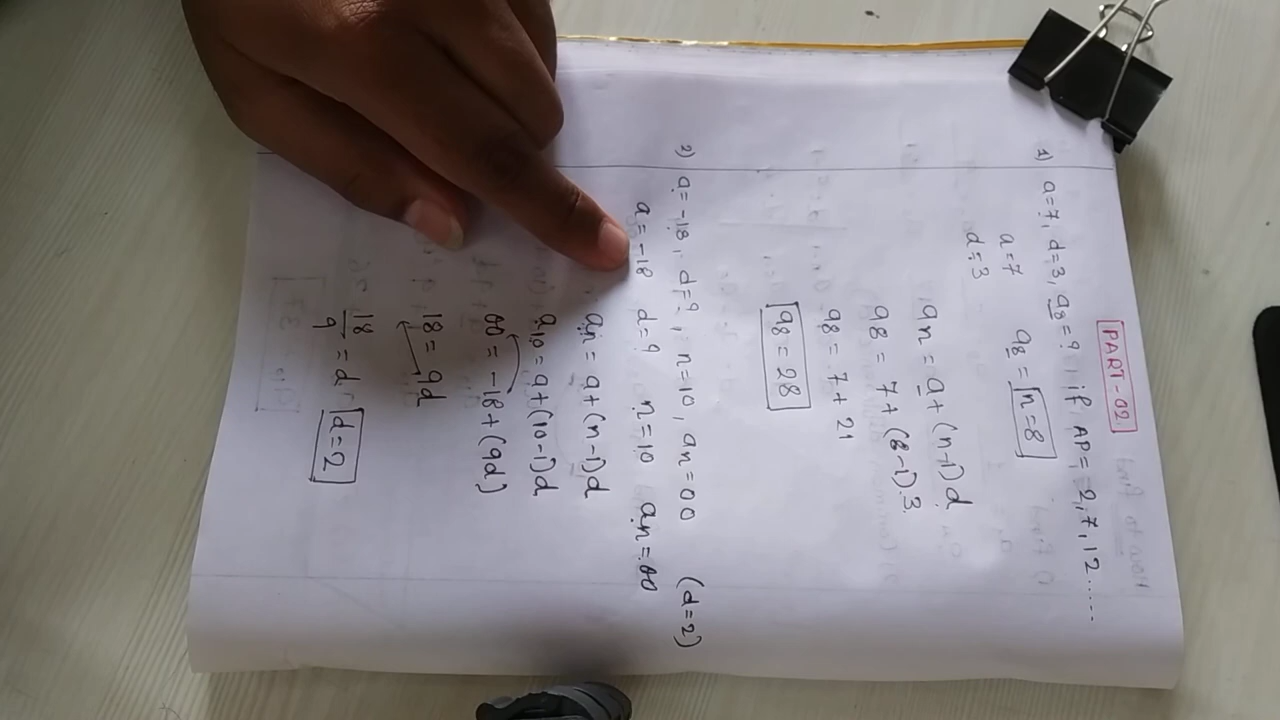 PART-02
1) a=7, d=3, a8=? if AP= 2,7,12.....
a=7 a8= n=8
d=3
an = a+(n-1)d
a8 = 7+(8-1).3
a8 = 7+21
a8 = 28
2) a=-18, d=?, n=10, an=00 (d=2)
a=-18 d=? n=10 an=00
an = a+(n-1)d
a10=a+(10-1)d
00 = -18+(9d)
18 = 9d
18/9 = d, d=2